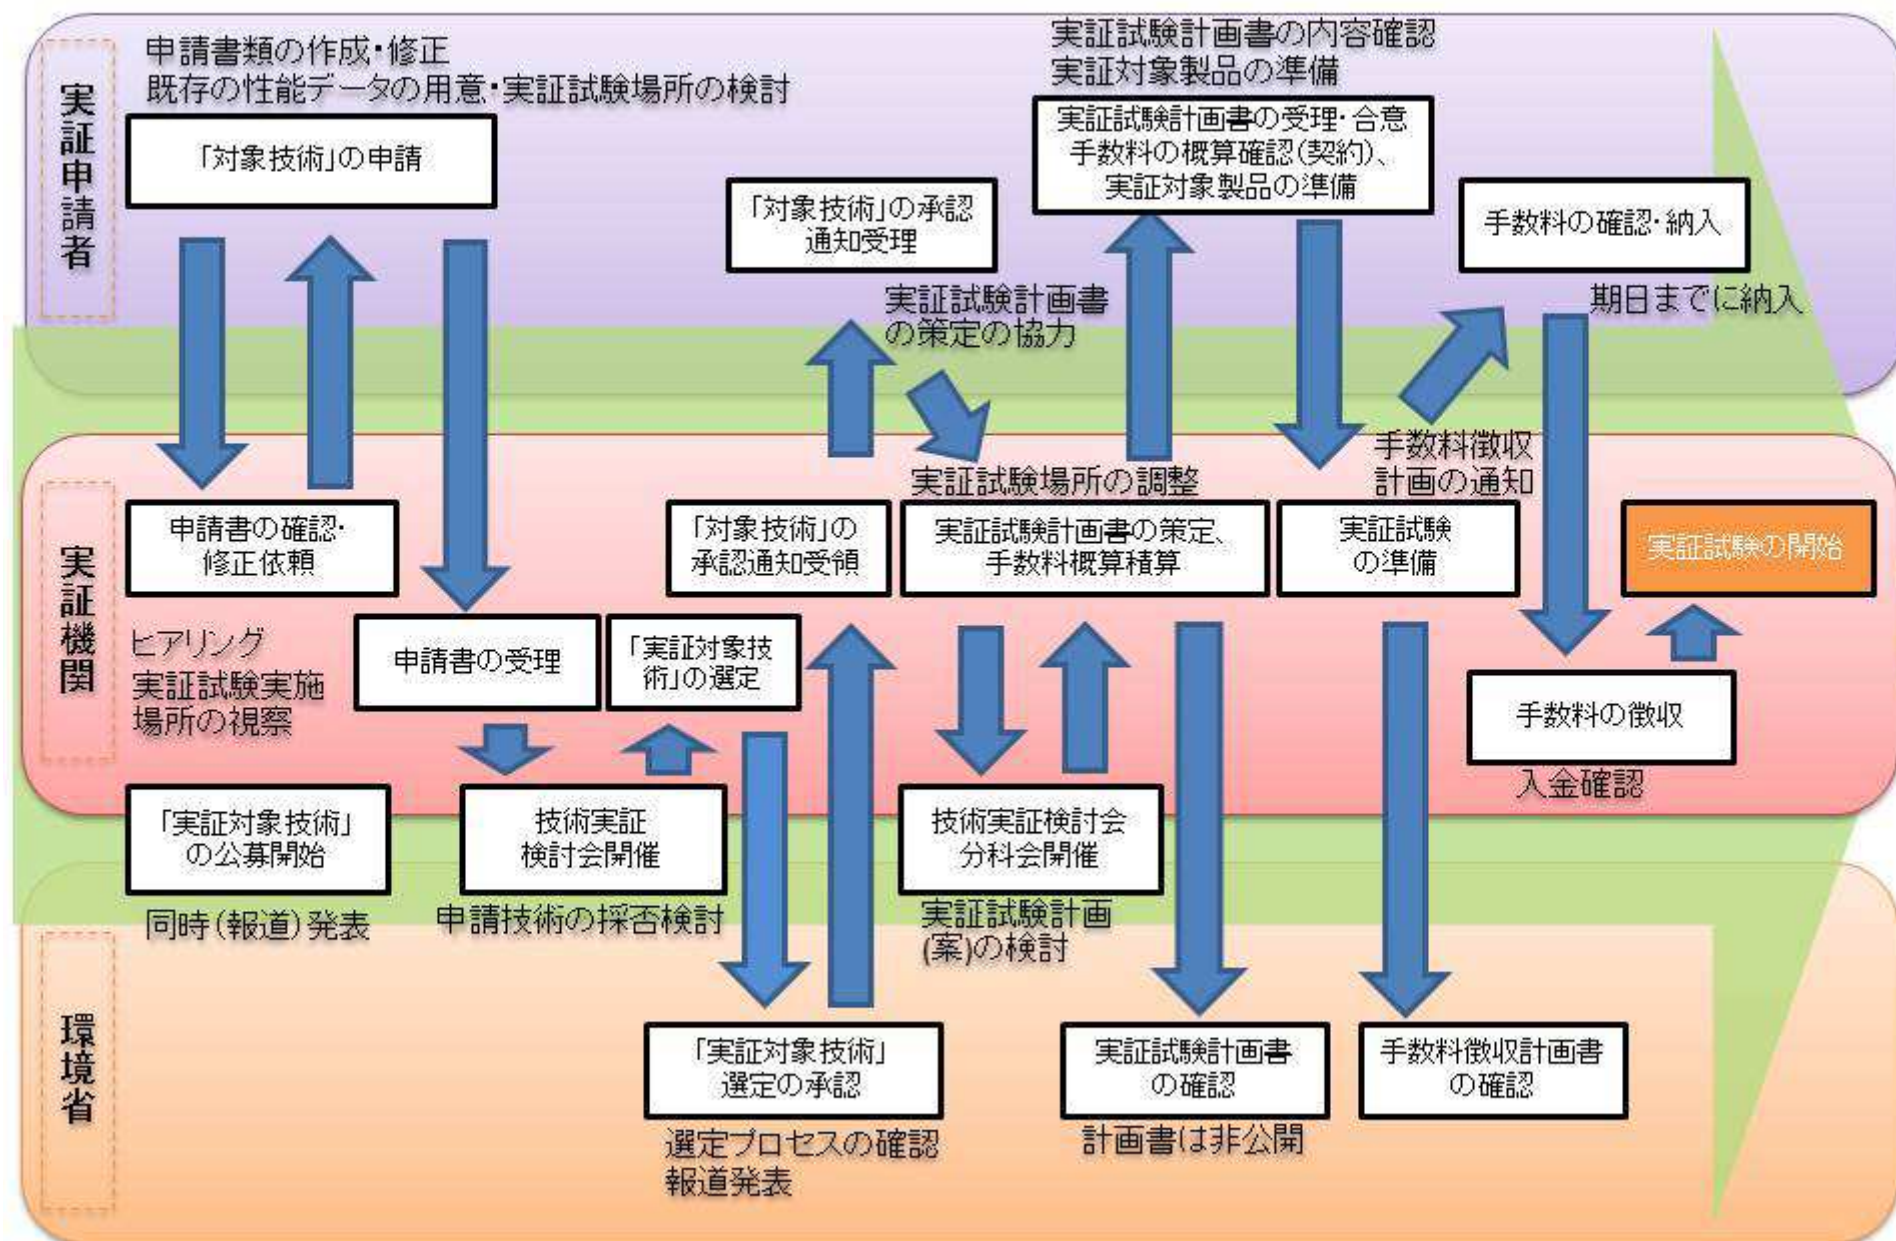 実証申請者
申請書類の作成・修正
既存の性能データの用意・実証試験場所の検討
「対象技術」の申請
「対象技術」の承認
通知受理
実証試験計画書
の策定の協力
実証試験計画書の内容確認
実証対象製品の準備
実証試験計画書の受理・合意
手数料の概算確認(契約)、
実証対象製品の準備
手数料の確認・納入
期日までに納入
実証機関
申請書の確認・
修正依頼
ヒアリング
実証試験実施
場所の視察
「実証対象技術」
の公募開始
同時(報道)発表
申請書の受理
「実証対象技
術」の選定
技術実証
検討会開催
申請技術の採否検討
「対象技術」の
承認通知受領
実証試験場所の調整
実証試験計画書の策定、
手数料概算積算
技術実証検討会
分科会開催
実証試験計画
(案)の検討
手数料徴収
計画の通知
実証試験
の準備
実証試験の開始
手数料の徴収
入金確認
環境省
「実証対象技術」
選定の承認
選定プロセスの確認
報道発表
実証試験計画書
の確認
計画書は非公開
手数料徴収計画書
の確認